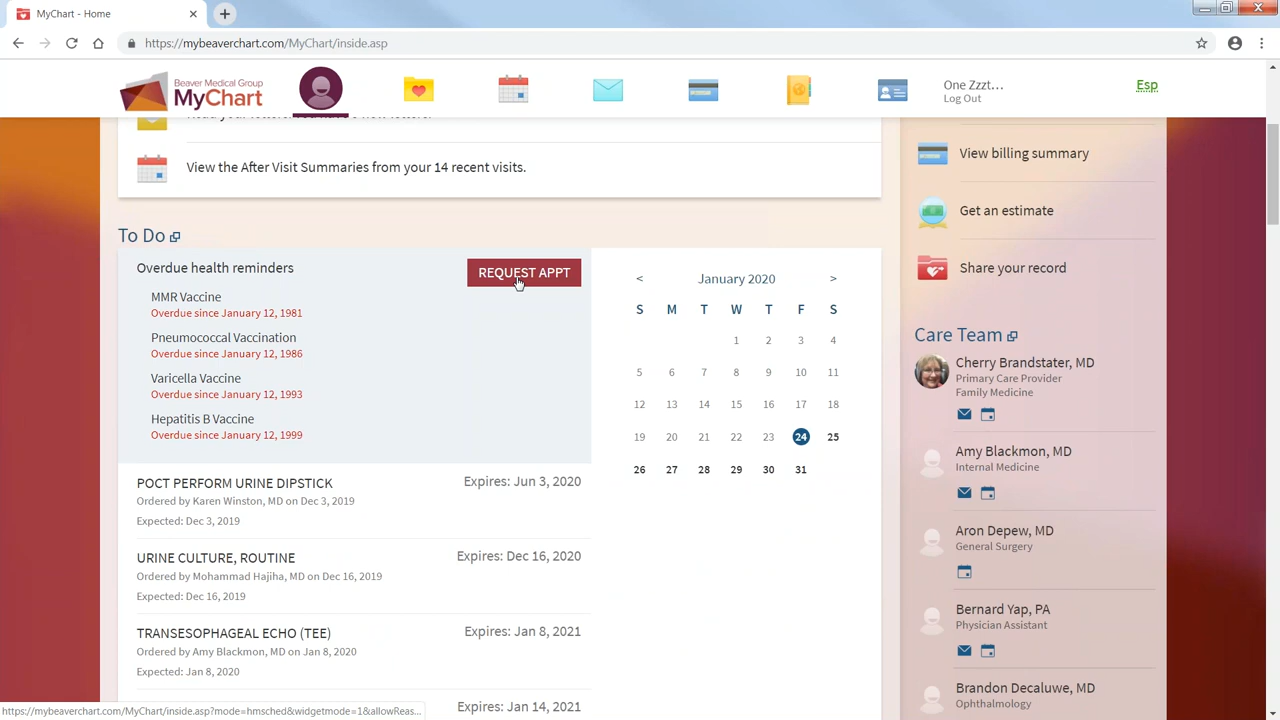 MyChart - Home
https://mybeaverchart.com/MyChart/inside.asp
Beaver Medical Group
MyChart
One Zzzt...
Log Out
Esp
View the After Visit Summaries from your 14 recent visits.
To Do
Overdue health reminders
REQUEST APPT
MMR Vaccine
Overdue since January 12, 1981
Pneumococcal Vaccination
Overdue since January 12, 1986
Varicella Vaccine
Overdue since January 12, 1993
Hepatitis B Vaccine
Overdue since January 12, 1999
POCT PERFORM URINE DIPSTICK
Expires: Jun 3, 2020
Ordered by Karen Winston, MD on Dec 3, 2019
Expected: Dec 3, 2019
URINE CULTURE, ROUTINE
Expires: Dec 16, 2020
Ordered by Mohammad Hajiha, MD on Dec 16, 2019
Expected: Dec 16, 2019
TRANSESOPHAGEAL ECHO (TEE)
Expires: Jan 8, 2021
Ordered by Amy Blackmon, MD on Jan 8, 2020
Expected: Jan 8, 2020
Expires: Jan 14, 2021
< January 2020 >
S M T W T F S
1 2 3 4
5 6 7 8 9 10 11
12 13 14 15 16 17 18
19 20 21 22 23 24 25
26 27 28 29 30 31
View billing summary
Get an estimate
Share your record
Care Team
Cherry Brandstater, MD
Primary Care Provider
Family Medicine
Amy Blackmon, MD
Internal Medicine
Aron Depew, MD
General Surgery
Bernard Yap, PA
Physician Assistant
Brandon Decaluwe, MD
Ophthalmology
https://mybeaverchart.com/MyChart/inside.asp?mode=hmsched&widgetmode=1&allowReas...